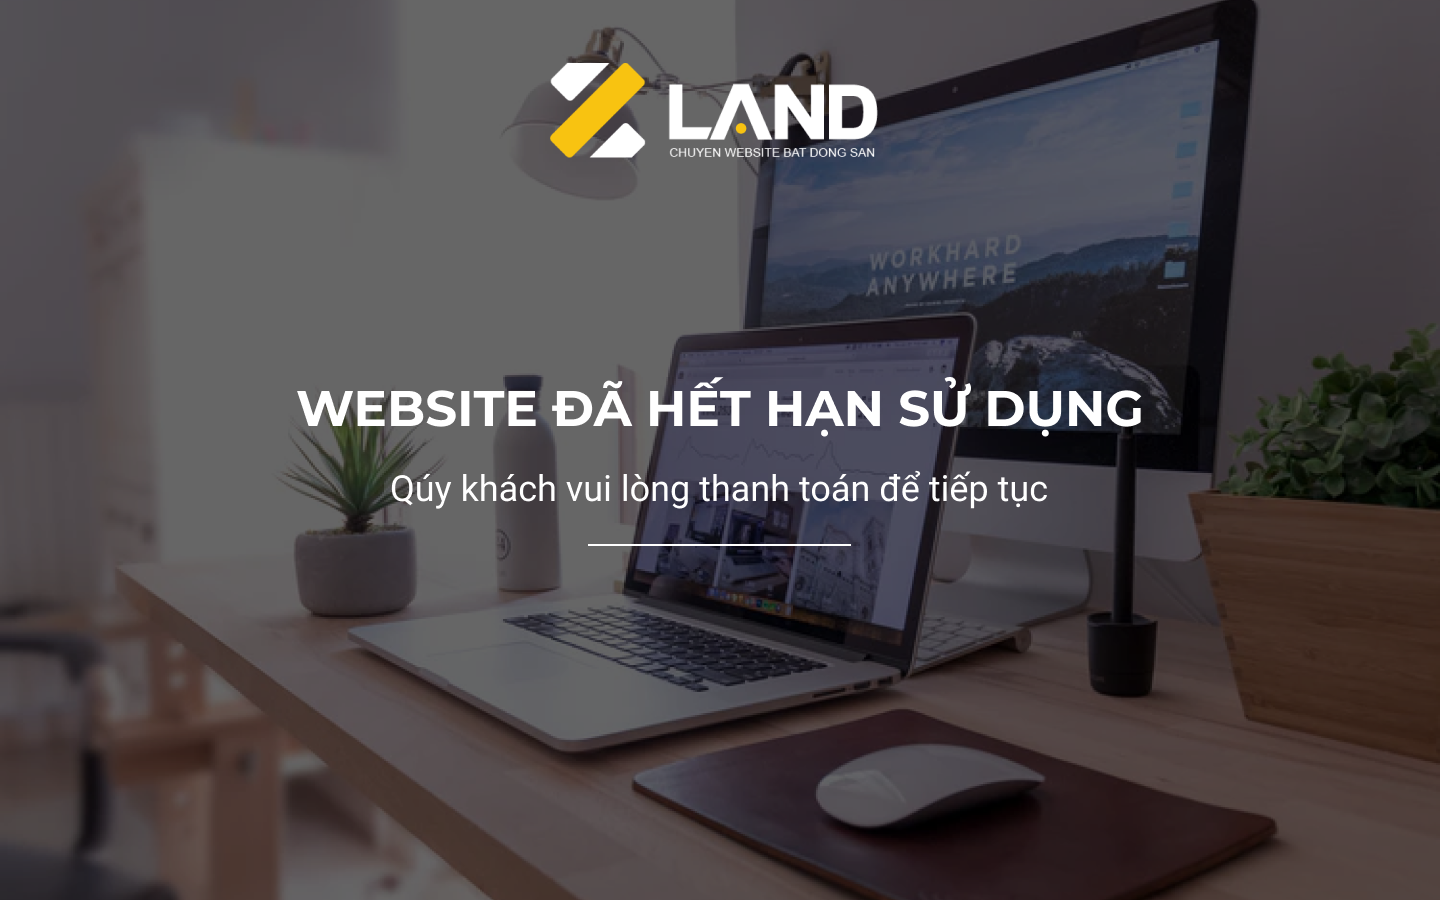 LAND
CHUYEN WEBSITE BAT DONG SAN
WORKHARD
ANYWHERE
WEBSITE ĐÃ HẾT HẠN SỬ DỤNG
Qúy khách vui lòng thanh toán để tiếp tục